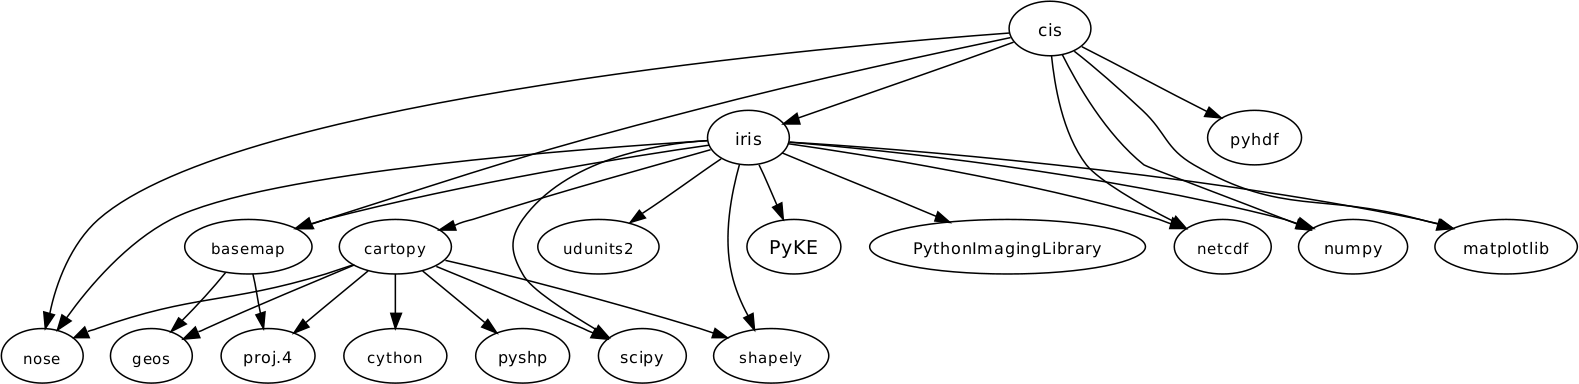 cis
iris
pyhdf
basemap
cartopy
udunits2
PyKE
PythonImagingLibrary
netcdf
numpy
matplotlib
nose
geos
proj.4
cython
pyshp
scipy
shapely